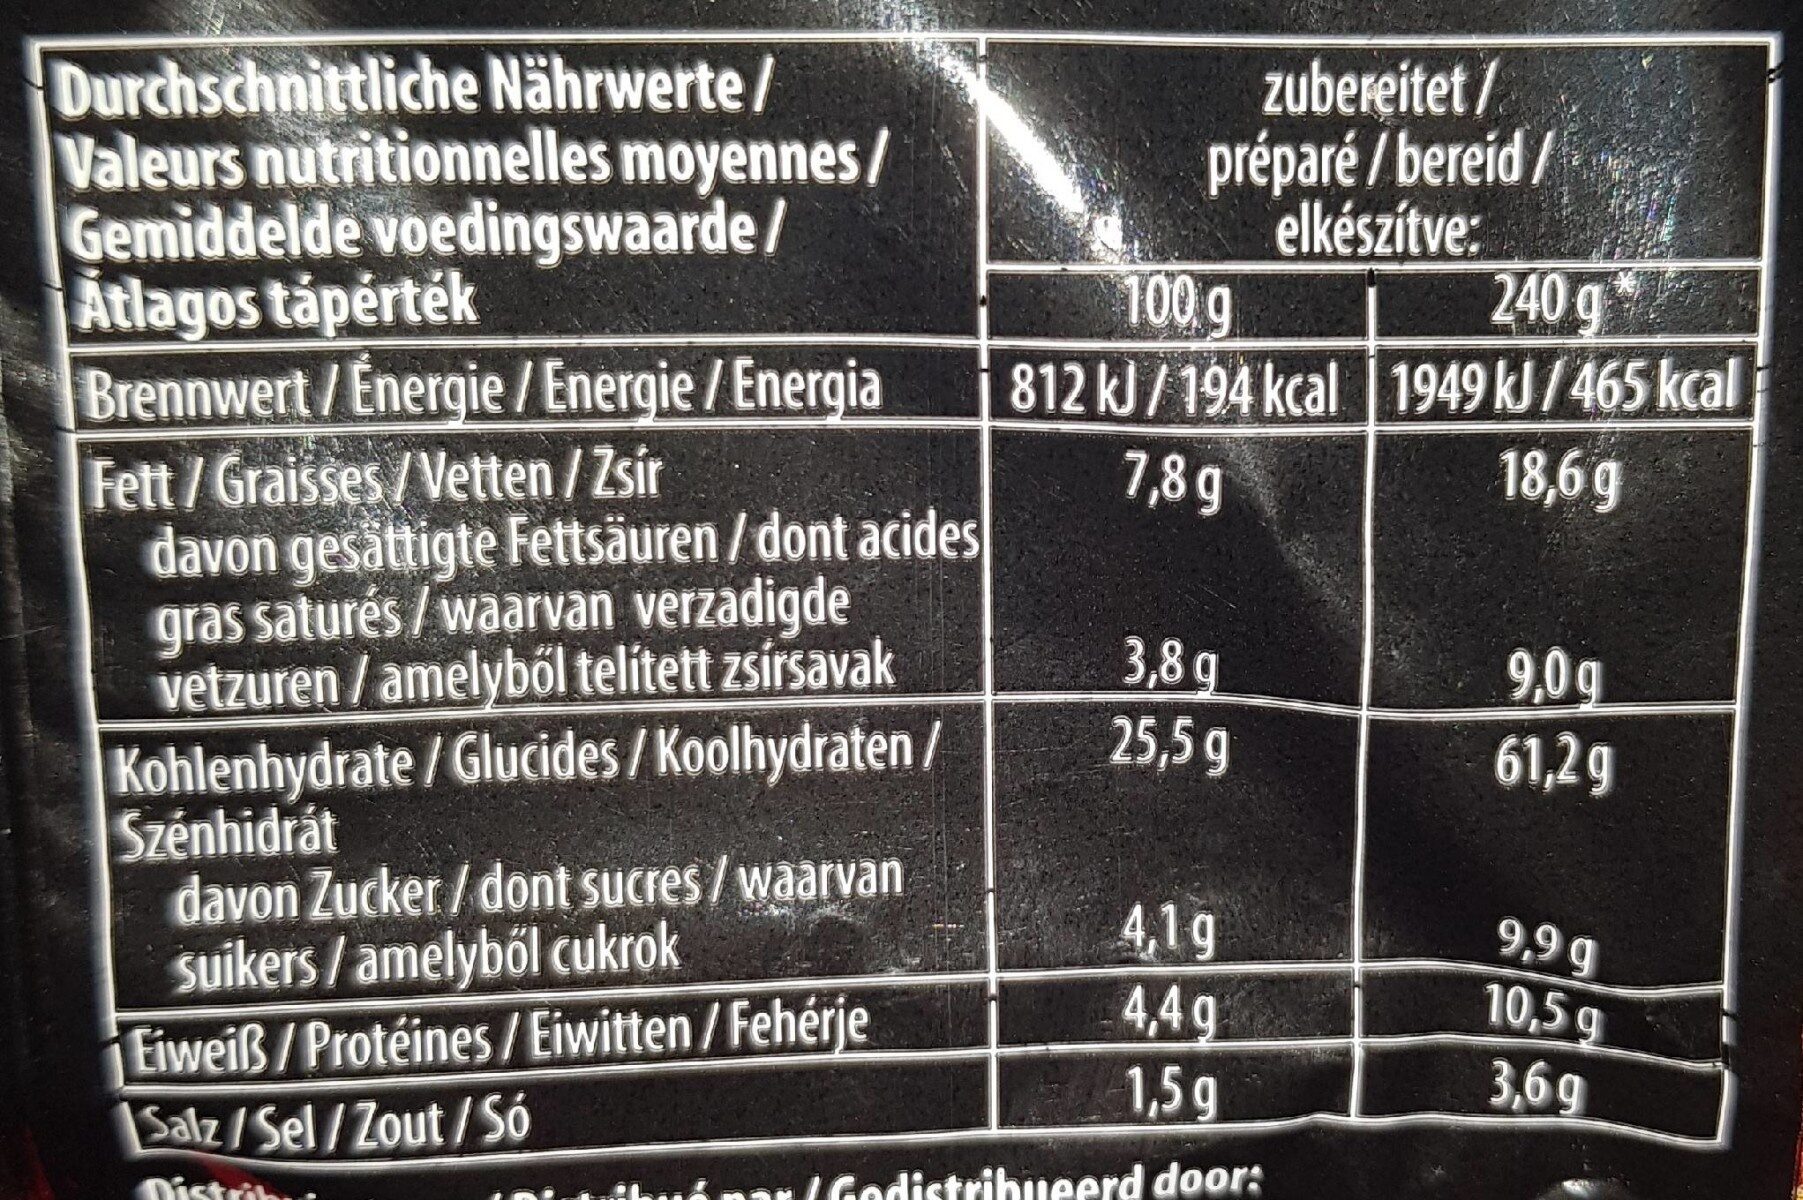 Durchschnittliche Nährwerte /
Valeurs nutritionnelles moyennes /
Gemiddelde voedingswaarde /
Átlagos tápérték
zubereitet /
préparé / bereid /
elkészítve:
100 g 240 g*
Brennwert / Énergie / Energie / Energia 812 kJ / 194 kcal 1949 kJ / 465 kcal
Fett / Graisses / Vetten / Zsír 7,8 g 18,6 g
davon gesättigte Fettsäuren / dont acides
gras saturés / waarvan verzadigde
vetzuren / amelyből telített zsírsavak 3,8 g 9,0 g
Kohlenhydrate / Glucides / Koolhydraten / 25,5 g 61,2 g
Szénhidrát
davon Zucker / dont sucres / waarvan
suikers / amelyből cukrok 4,1 g 9,9 g
Eiweiß / Protéines / Eiwitten / Fehérje 4,4 g 10,5 g
Salz / Sel / Zout / Só 1,5 g 3,6 g
par / Gedistribueerd door: